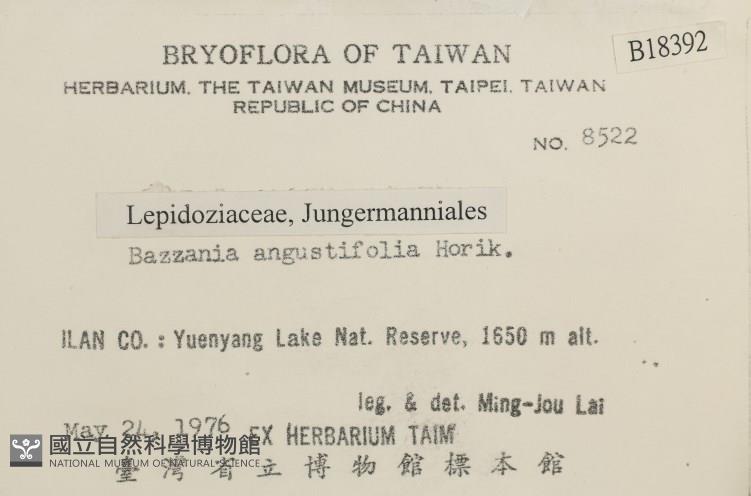 BRYOFLORA OF TAIWAN
B18392
HERBARIUM, THE TAIWAN MUSEUM, TAIPEI, TAIWAN
REPUBLIC OF CHINA
NO. 8522
Lepidoziaceae, Jungermanniales
Bazzania angustifolia Horik.
ILAN CO. : Yuenyang Lake Nat. Reserve, 1650 m alt.
leg. & det. Ming-Jou Lai
May 24, 1976 EX HERBARIUM TAIM
國立自然科學博物館
NATIONAL MUSEUM OF NATURAL SCIENCE
臺灣省立博物館標本館